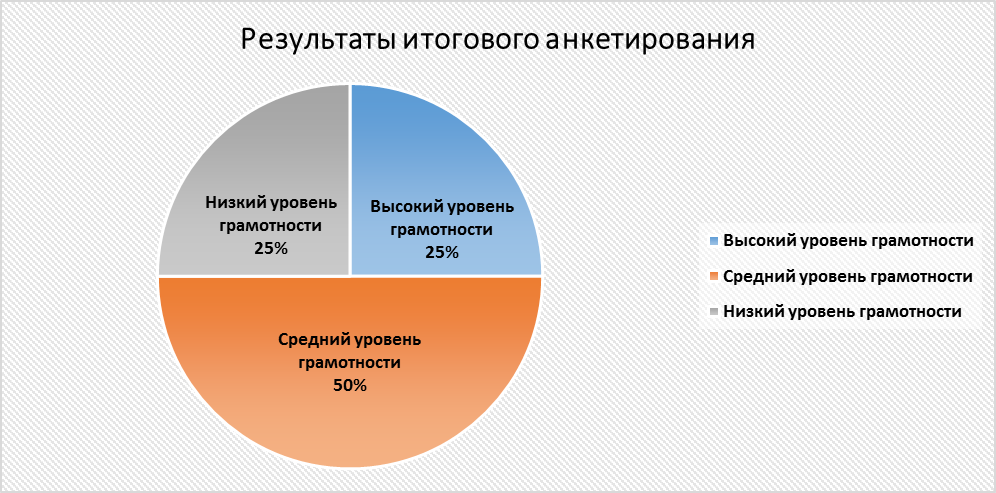 Результаты итогового анкетирования
Низкий уровень
грамотности
25%
Высокий уровень
грамотности
25%
Средний уровень
грамотности
50%
Высокий уровень грамотности
Средний уровень грамотности
Низкий уровень грамотности